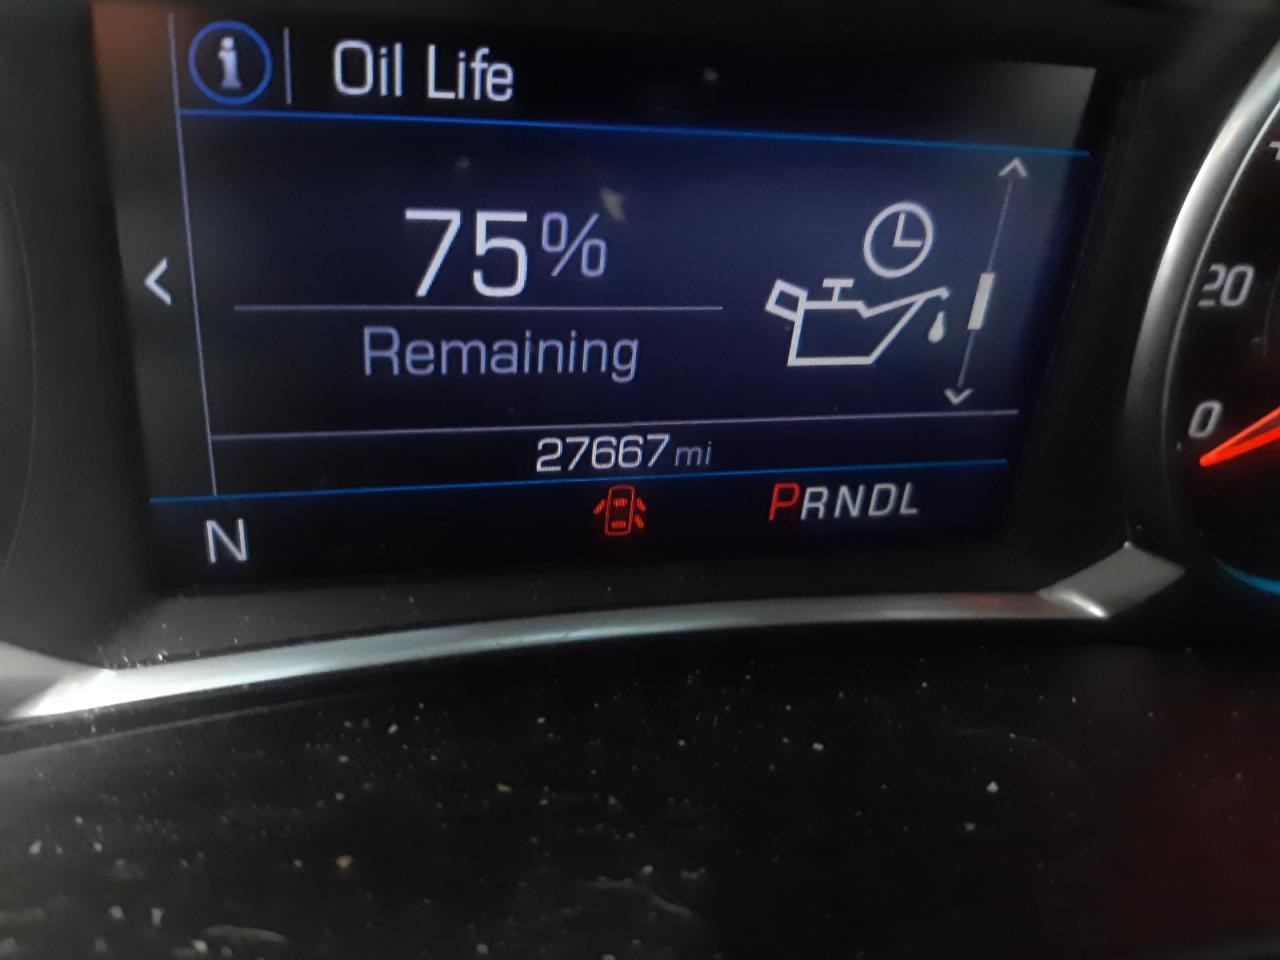 i Oil Life
75%
Remaining
27667 mi
N PRNDL
20
0